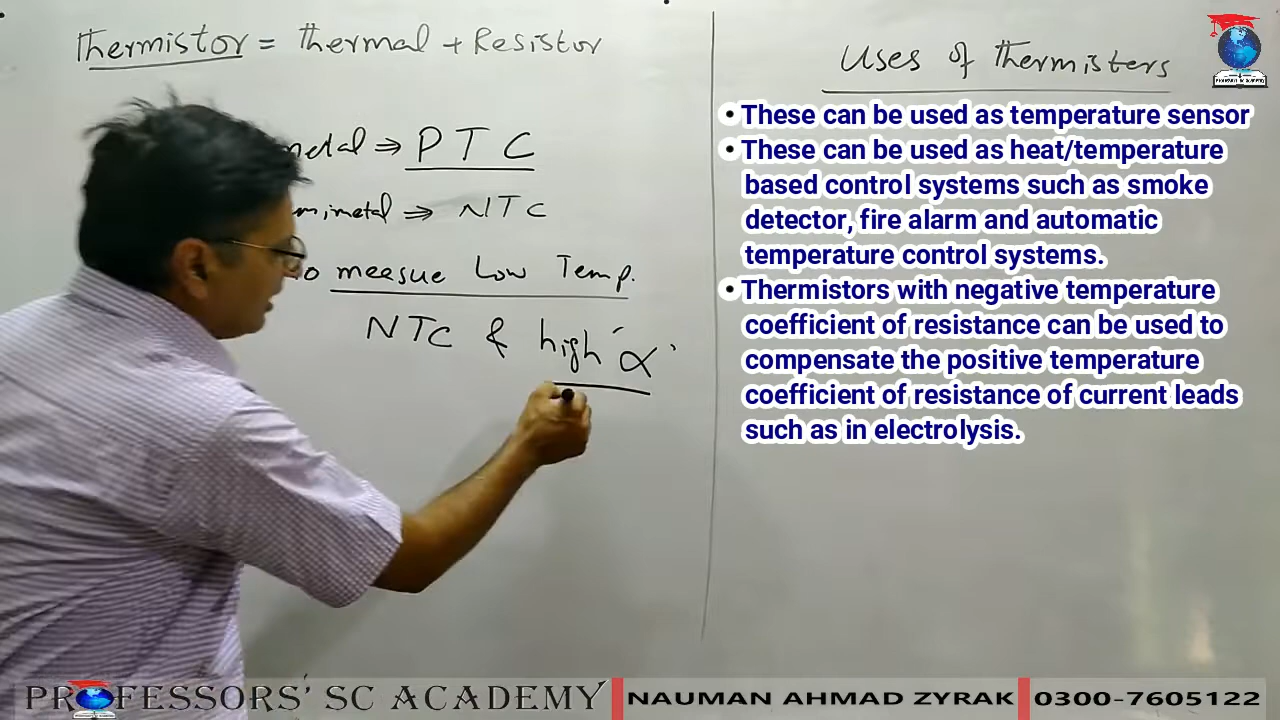 Thermistor = thermal + Resistor
metal ⇒ PTC
mimetal ⇒ NTC
o measue Low Temp.
NTC & high 'α'
Uses of Thermisters
• These can be used as temperature sensor
• These can be used as heat/temperature
based control systems such as smoke
detector, fire alarm and automatic
temperature control systems.
• Thermistors with negative temperature
coefficient of resistance can be used to
compensate the positive temperature
coefficient of resistance of current leads
such as in electrolysis.
PROFESSORS' SC ACADEMY
NAUMAN AHMAD ZYRAK
0300-7605122